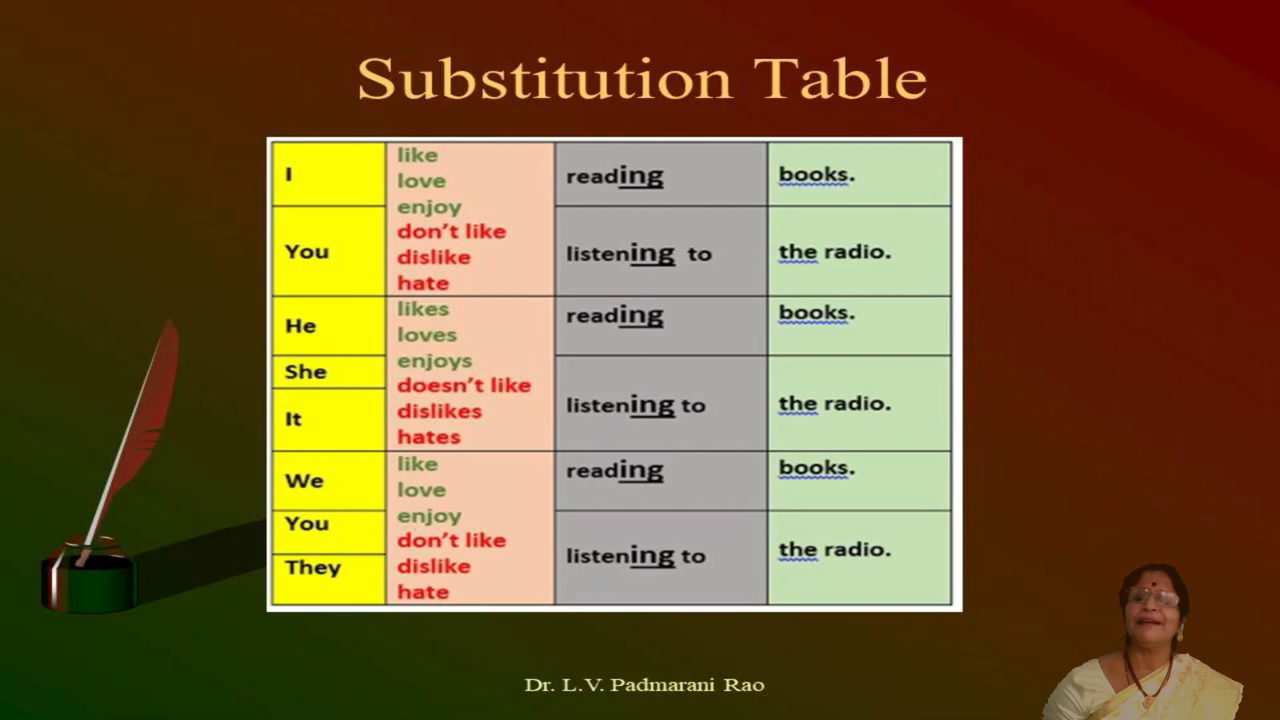 Substitution Table
I
You
like
love
enjoy
don't like
dislike
hate
reading
books.
listening to
the radio.
He
She
It
likes
loves
enjoys
doesn't like
dislikes
hates
reading
books.
listening to
the radio.
We
You
They
like
love
enjoy
don't like
dislike
hate
reading
books.
listening to
the radio.
Dr. L.V. Padmarani Rao